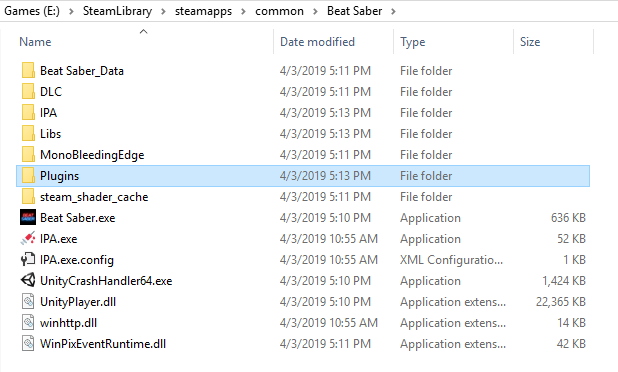 Games (E:) > SteamLibrary > steamapps > common > Beat Saber >
Name Date modified Type Size
Beat Saber_Data 4/3/2019 5:11 PM File folder
DLC 4/3/2019 5:11 PM File folder
IPA 4/3/2019 5:13 PM File folder
Libs 4/3/2019 5:13 PM File folder
MonoBleedingEdge 4/3/2019 5:11 PM File folder
Plugins 4/3/2019 5:13 PM File folder
steam_shader_cache 4/3/2019 5:11 PM File folder
Beat Saber.exe 4/3/2019 5:10 PM Application 636 KB
IPA.exe 4/3/2019 10:55 AM Application 52 KB
IPA.exe.config 4/3/2019 10:55 AM XML Configuratio... 1 KB
UnityCrashHandler64.exe 4/3/2019 5:10 PM Application 1,424 KB
UnityPlayer.dll 4/3/2019 5:10 PM Application extens... 22,365 KB
winhttp.dll 4/3/2019 10:55 AM Application extens... 14 KB
WinPixEventRuntime.dll 4/3/2019 5:11 PM Application extens... 42 KB